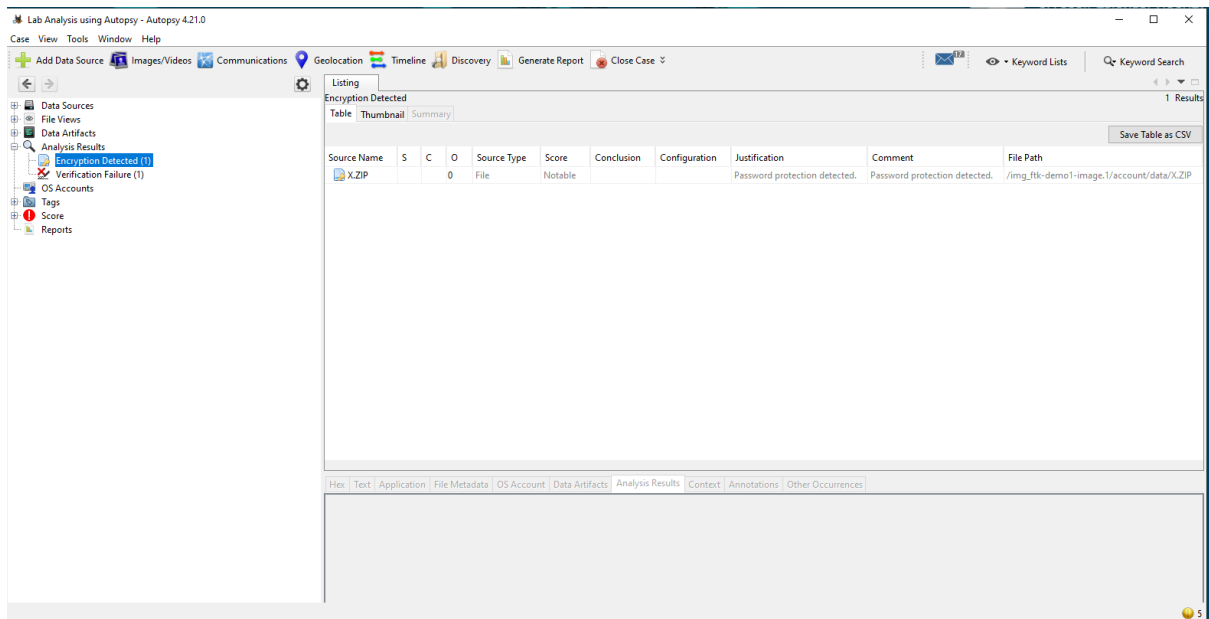 Lab Analysis using Autopsy - Autopsy 4.21.0
Case View Tools Window Help
Add Data Source Images/Videos Communications Geolocation Timeline Discovery Generate Report Close Case 17 Keyword Lists Keyword Search
Listing
Encryption Detected 1 Results
Table Thumbnail Summary
Save Table as CSV
Data Sources
File Views
Data Artifacts
Analysis Results
Encryption Detected (1)
Verification Failure (1)
OS Accounts
Tags
Score
Reports
Source Name S C O Source Type Score Conclusion Configuration Justification Comment File Path
X.ZIP 0 File Notable Password protection detected. Password protection detected. /img_ftk-demo1-image.1/account/data/X.ZIP
Hex Text Application File Metadata OS Account Data Artifacts Analysis Results Context Annotations Other Occurrences
5